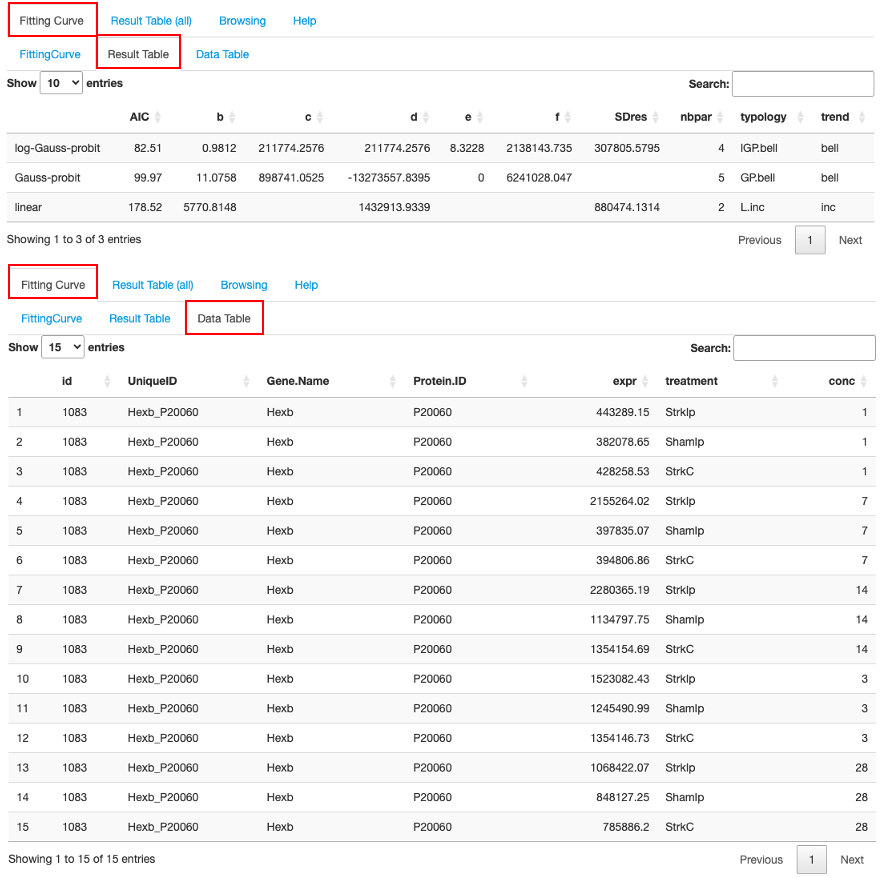 Fitting Curve Result Table (all) Browsing Help
FittingCurve Result Table Data Table
Show 10 entries Search:
AIC b c d e f SDres nbpar typology trend
log-Gauss-probit 82.51 0.9812 211774.2576 211774.2576 8.3228 2138143.735 307805.5795 4 lGP.bell bell
Gauss-probit 99.97 11.0758 898741.0525 -13273557.8395 0 6241028.047 5 GP.bell bell
linear 178.52 5770.8148 1432913.9339 880474.1314 2 L.inc inc
Showing 1 to 3 of 3 entries Previous 1 Next
Fitting Curve Result Table (all) Browsing Help
FittingCurve Result Table Data Table
Show 15 entries Search:
id UniqueID Gene.Name Protein.ID expr treatment conc
1 1083 Hexb_P20060 Hexb P20060 443289.15 StrkIp 1
2 1083 Hexb_P20060 Hexb P20060 382078.65 ShamIp 1
3 1083 Hexb_P20060 Hexb P20060 428258.53 StrkC 1
4 1083 Hexb_P20060 Hexb P20060 2155264.02 StrkIp 7
5 1083 Hexb_P20060 Hexb P20060 397835.07 ShamIp 7
6 1083 Hexb_P20060 Hexb P20060 394806.86 StrkC 7
7 1083 Hexb_P20060 Hexb P20060 2280365.19 StrkIp 14
8 1083 Hexb_P20060 Hexb P20060 1134797.75 ShamIp 14
9 1083 Hexb_P20060 Hexb P20060 1354154.69 StrkC 14
10 1083 Hexb_P20060 Hexb P20060 1523082.43 StrkIp 3
11 1083 Hexb_P20060 Hexb P20060 1245490.99 ShamIp 3
12 1083 Hexb_P20060 Hexb P20060 1354146.73 StrkC 3
13 1083 Hexb_P20060 Hexb P20060 1068422.07 StrkIp 28
14 1083 Hexb_P20060 Hexb P20060 848127.25 ShamIp 28
15 1083 Hexb_P20060 Hexb P20060 785886.2 StrkC 28
Showing 1 to 15 of 15 entries Previous 1 Next